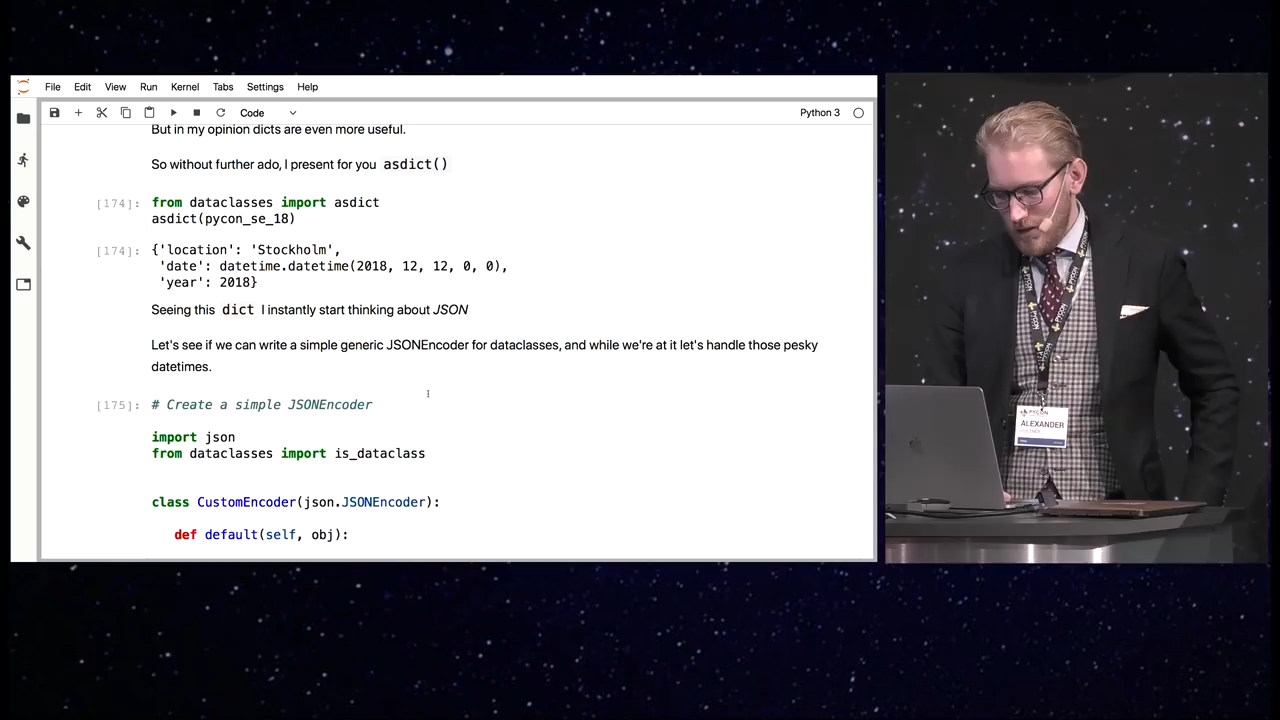 File Edit View Run Kernel Tabs Settings Help
Code Python 3
But in my opinion dicts are even more useful.
So without further ado, I present for you asdict()
[174]: from dataclasses import asdict
asdict(pycon_se_18)
[174]: {'location': 'Stockholm',
'date': datetime.datetime(2018, 12, 12, 0, 0),
'year': 2018}
Seeing this dict I instantly start thinking about JSON
Let's see if we can write a simple generic JSONEncoder for dataclasses, and while we're at it let's handle those pesky
datetimes.
[175]: # Create a simple JSONEncoder
import json
from dataclasses import is_dataclass
class CustomEncoder(json.JSONEncoder):
def default(self, obj):
PYCON
ALEXANDER